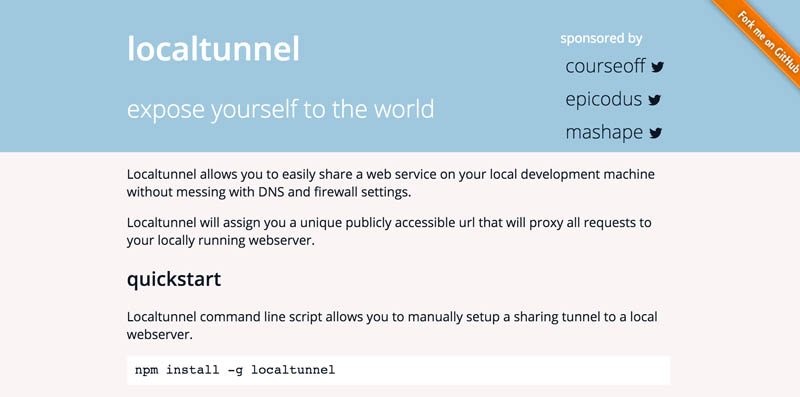 localtunnel
expose yourself to the world
sponsored by
courseoff
epicodus
mashape
Fork me on GitHub
Localtunnel allows you to easily share a web service on your local development machine
without messing with DNS and firewall settings.
Localtunnel will assign you a unique publicly accessible url that will proxy all requests to
your locally running webserver.
quickstart
Localtunnel command line script allows you to manually setup a sharing tunnel to a local
webserver.
npm install -g localtunnel